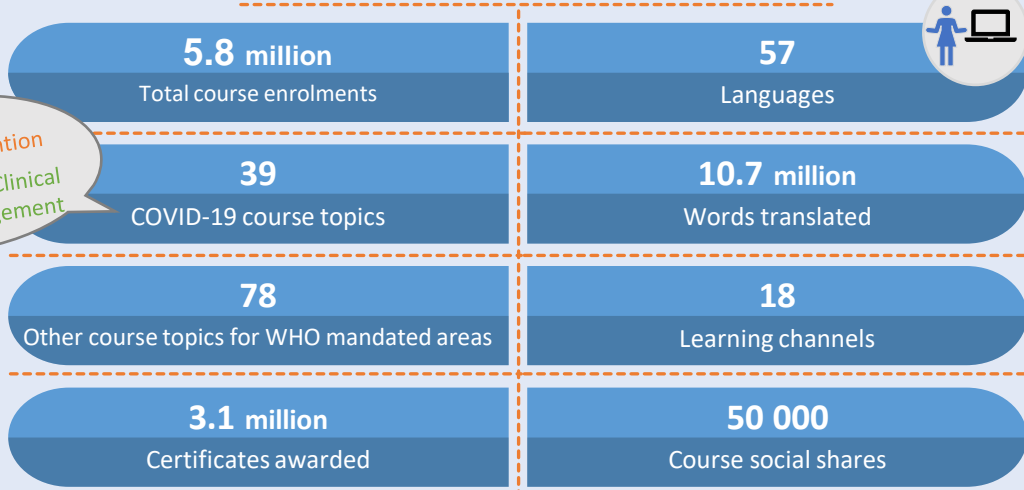 5.8 million
Total course enrolments
57
Languages
Clinical
39
COVID-19 course topics
10.7 million
Words translated
78
Other course topics for WHO mandated areas
18
Learning channels
3.1 million
Certificates awarded
50 000
Course social shares